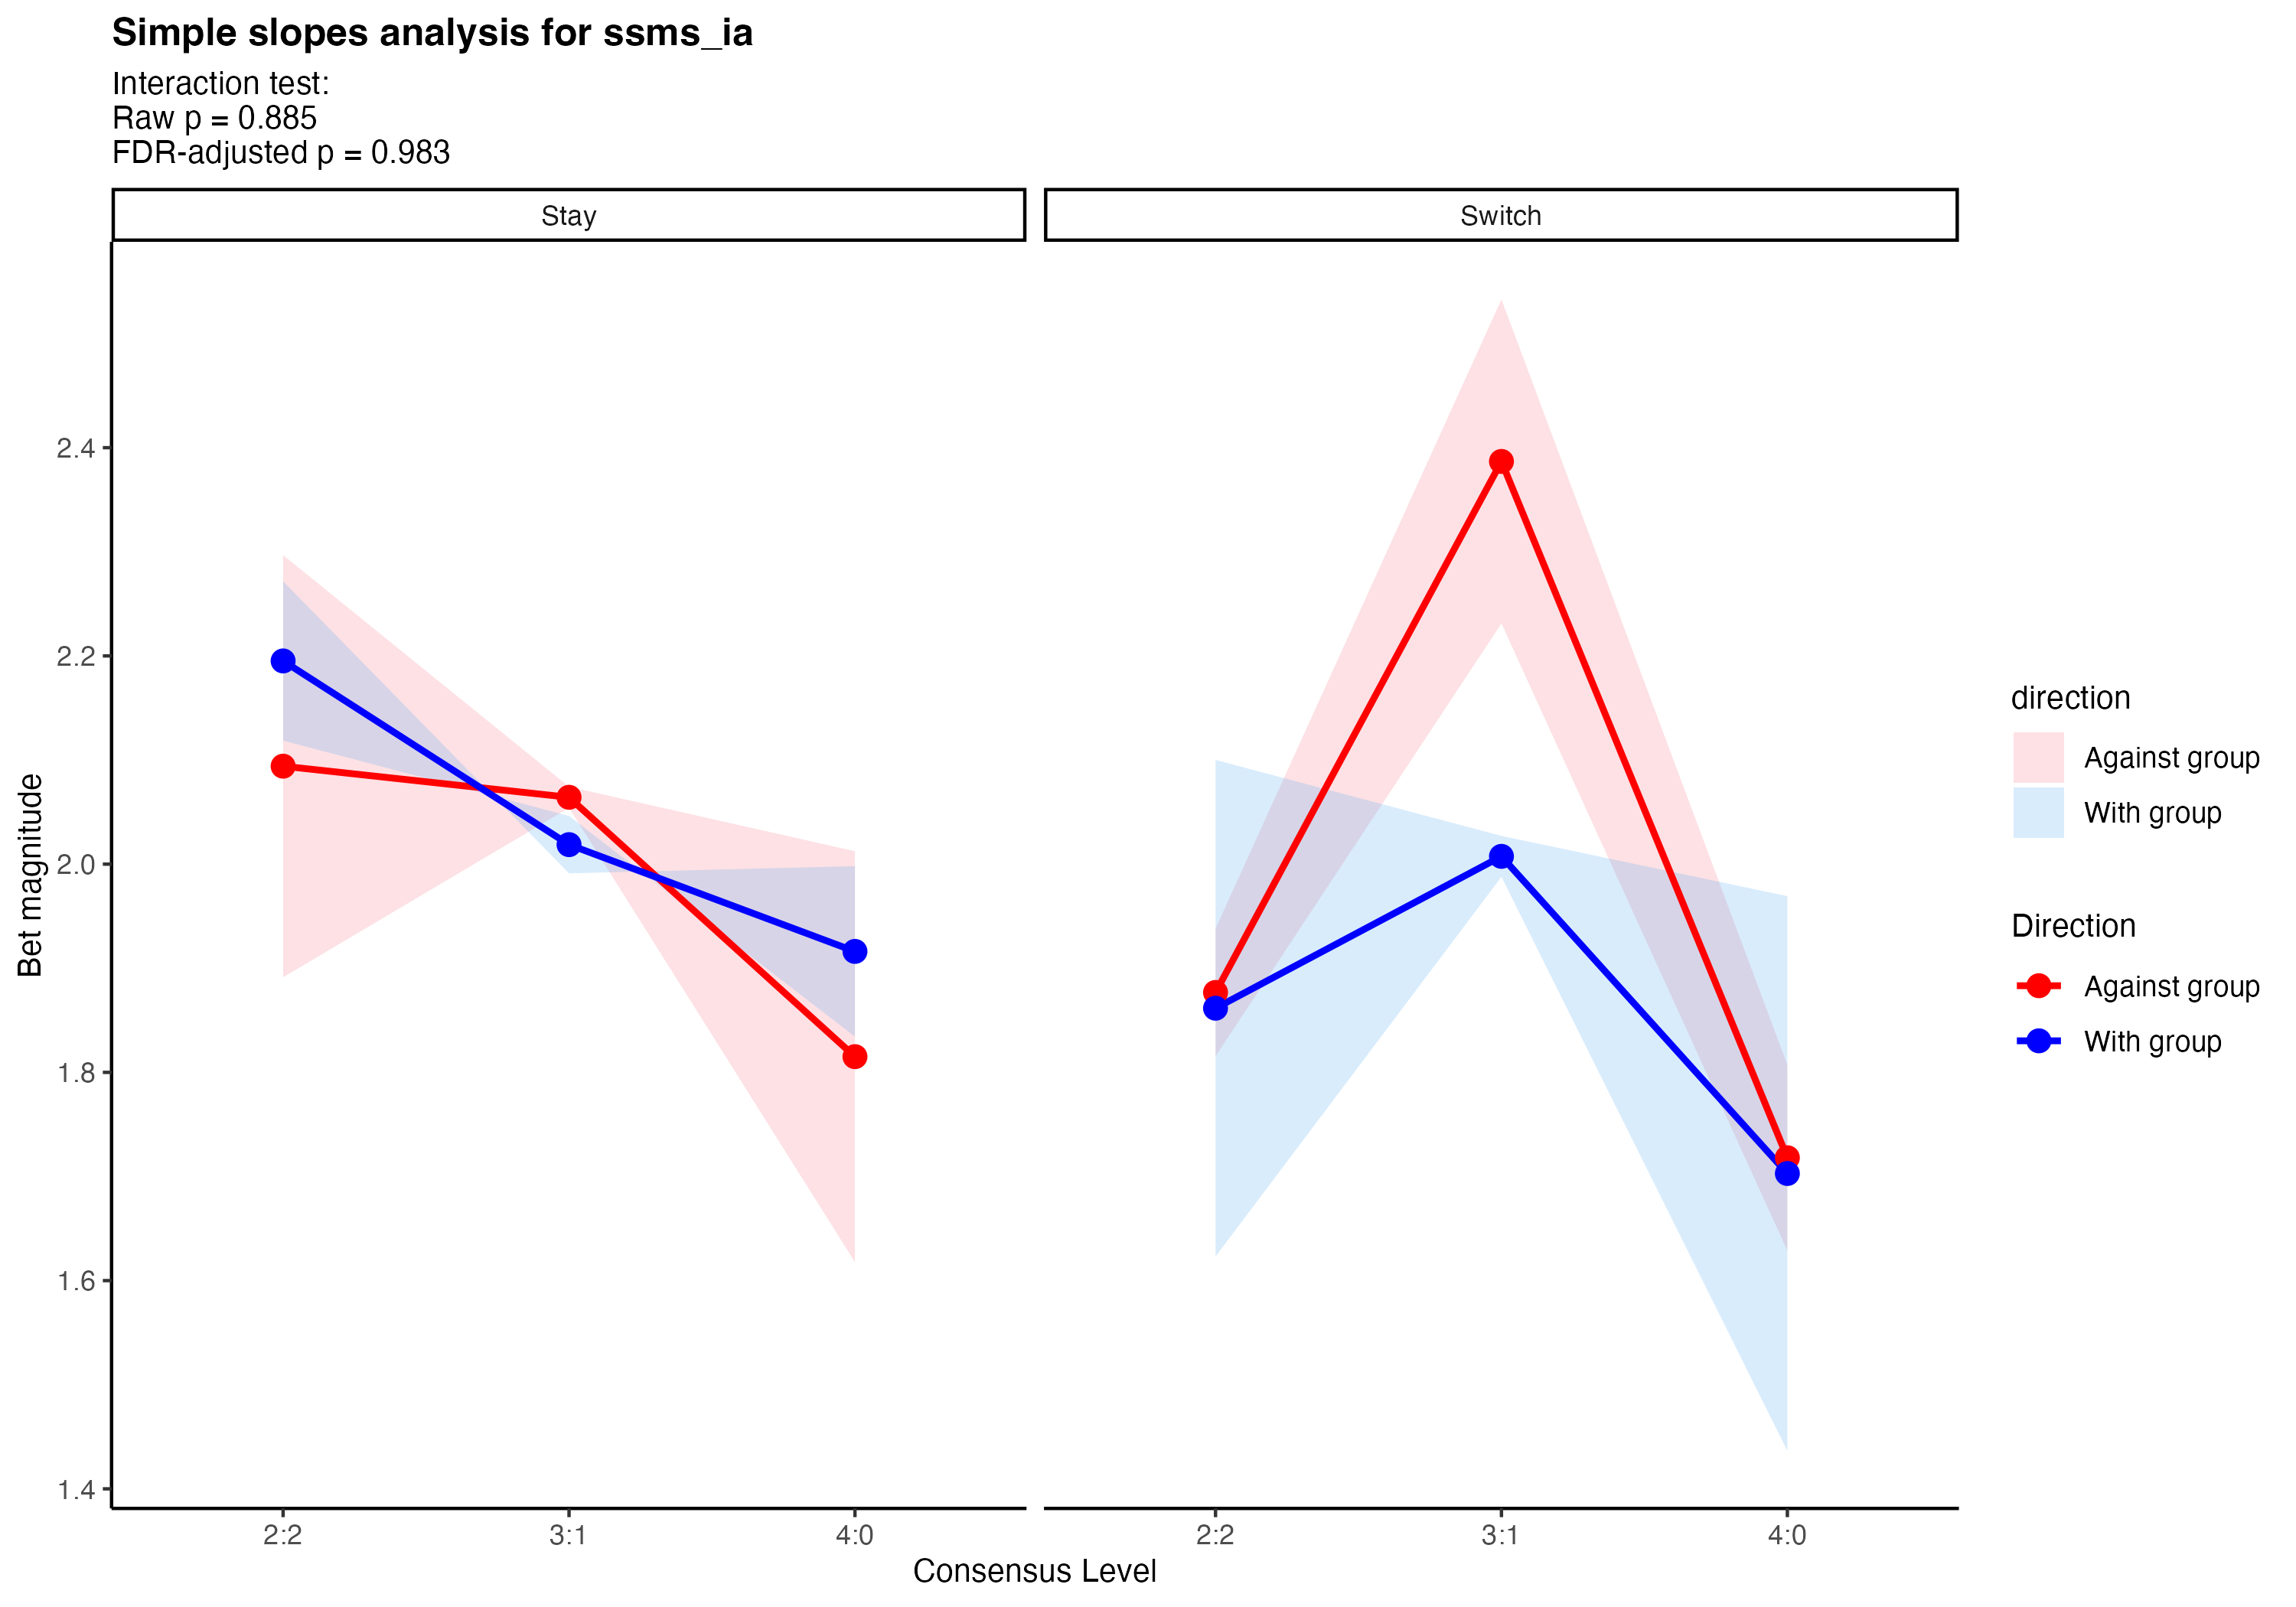 Simple slopes analysis for ssms_ia
Interaction test:
Raw p = 0.885
FDR-adjusted p = 0.983
Stay
Switch
Bet magnitude
2.4
2.2
2.0
1.8
1.6
1.4
2:2
3:1
4:0
2:2
3:1
4:0
Consensus Level
direction
Against group
With group
Direction
Against group
With group